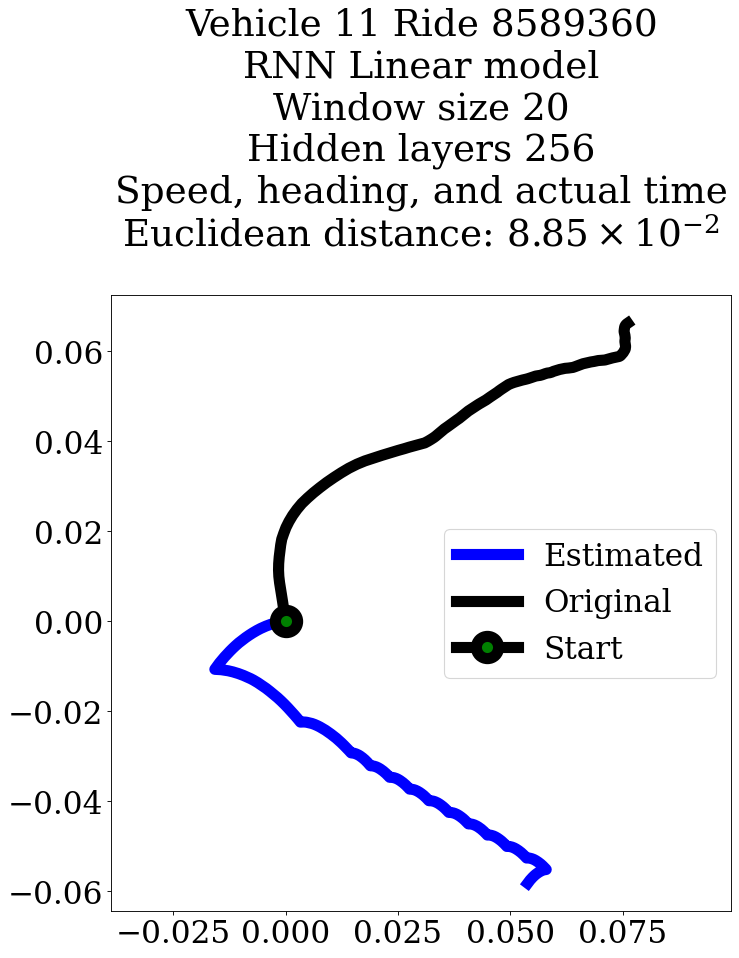 Vehicle 11 Ride 8589360
RNN Linear model
Window size 20
Hidden layers 256
Speed, heading, and actual time
Euclidean distance: 8.85 × 10⁻²
0.06
0.04
0.02
0.00
−0.02
−0.04
−0.06
Estimated
Original
Start
−0.025 0.000 0.025 0.050 0.075